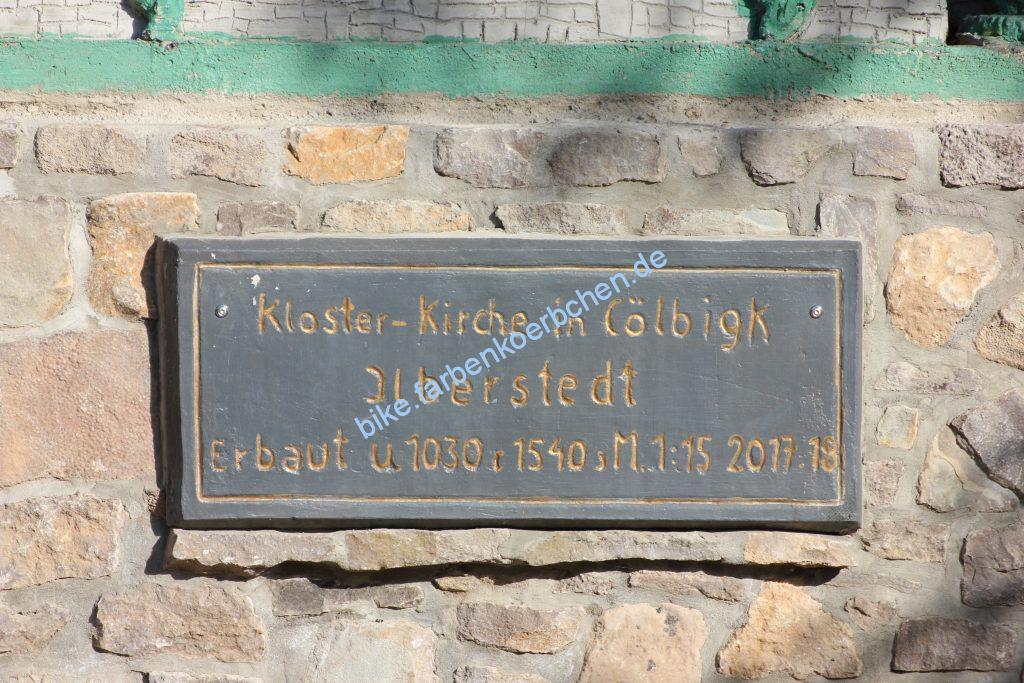 Kloster-Kirche in Cölbigk
Ilberstedt
Erbaut u 1030 : 1540, M. 1:15 2017.18
bike.farbenkoerbchen.de